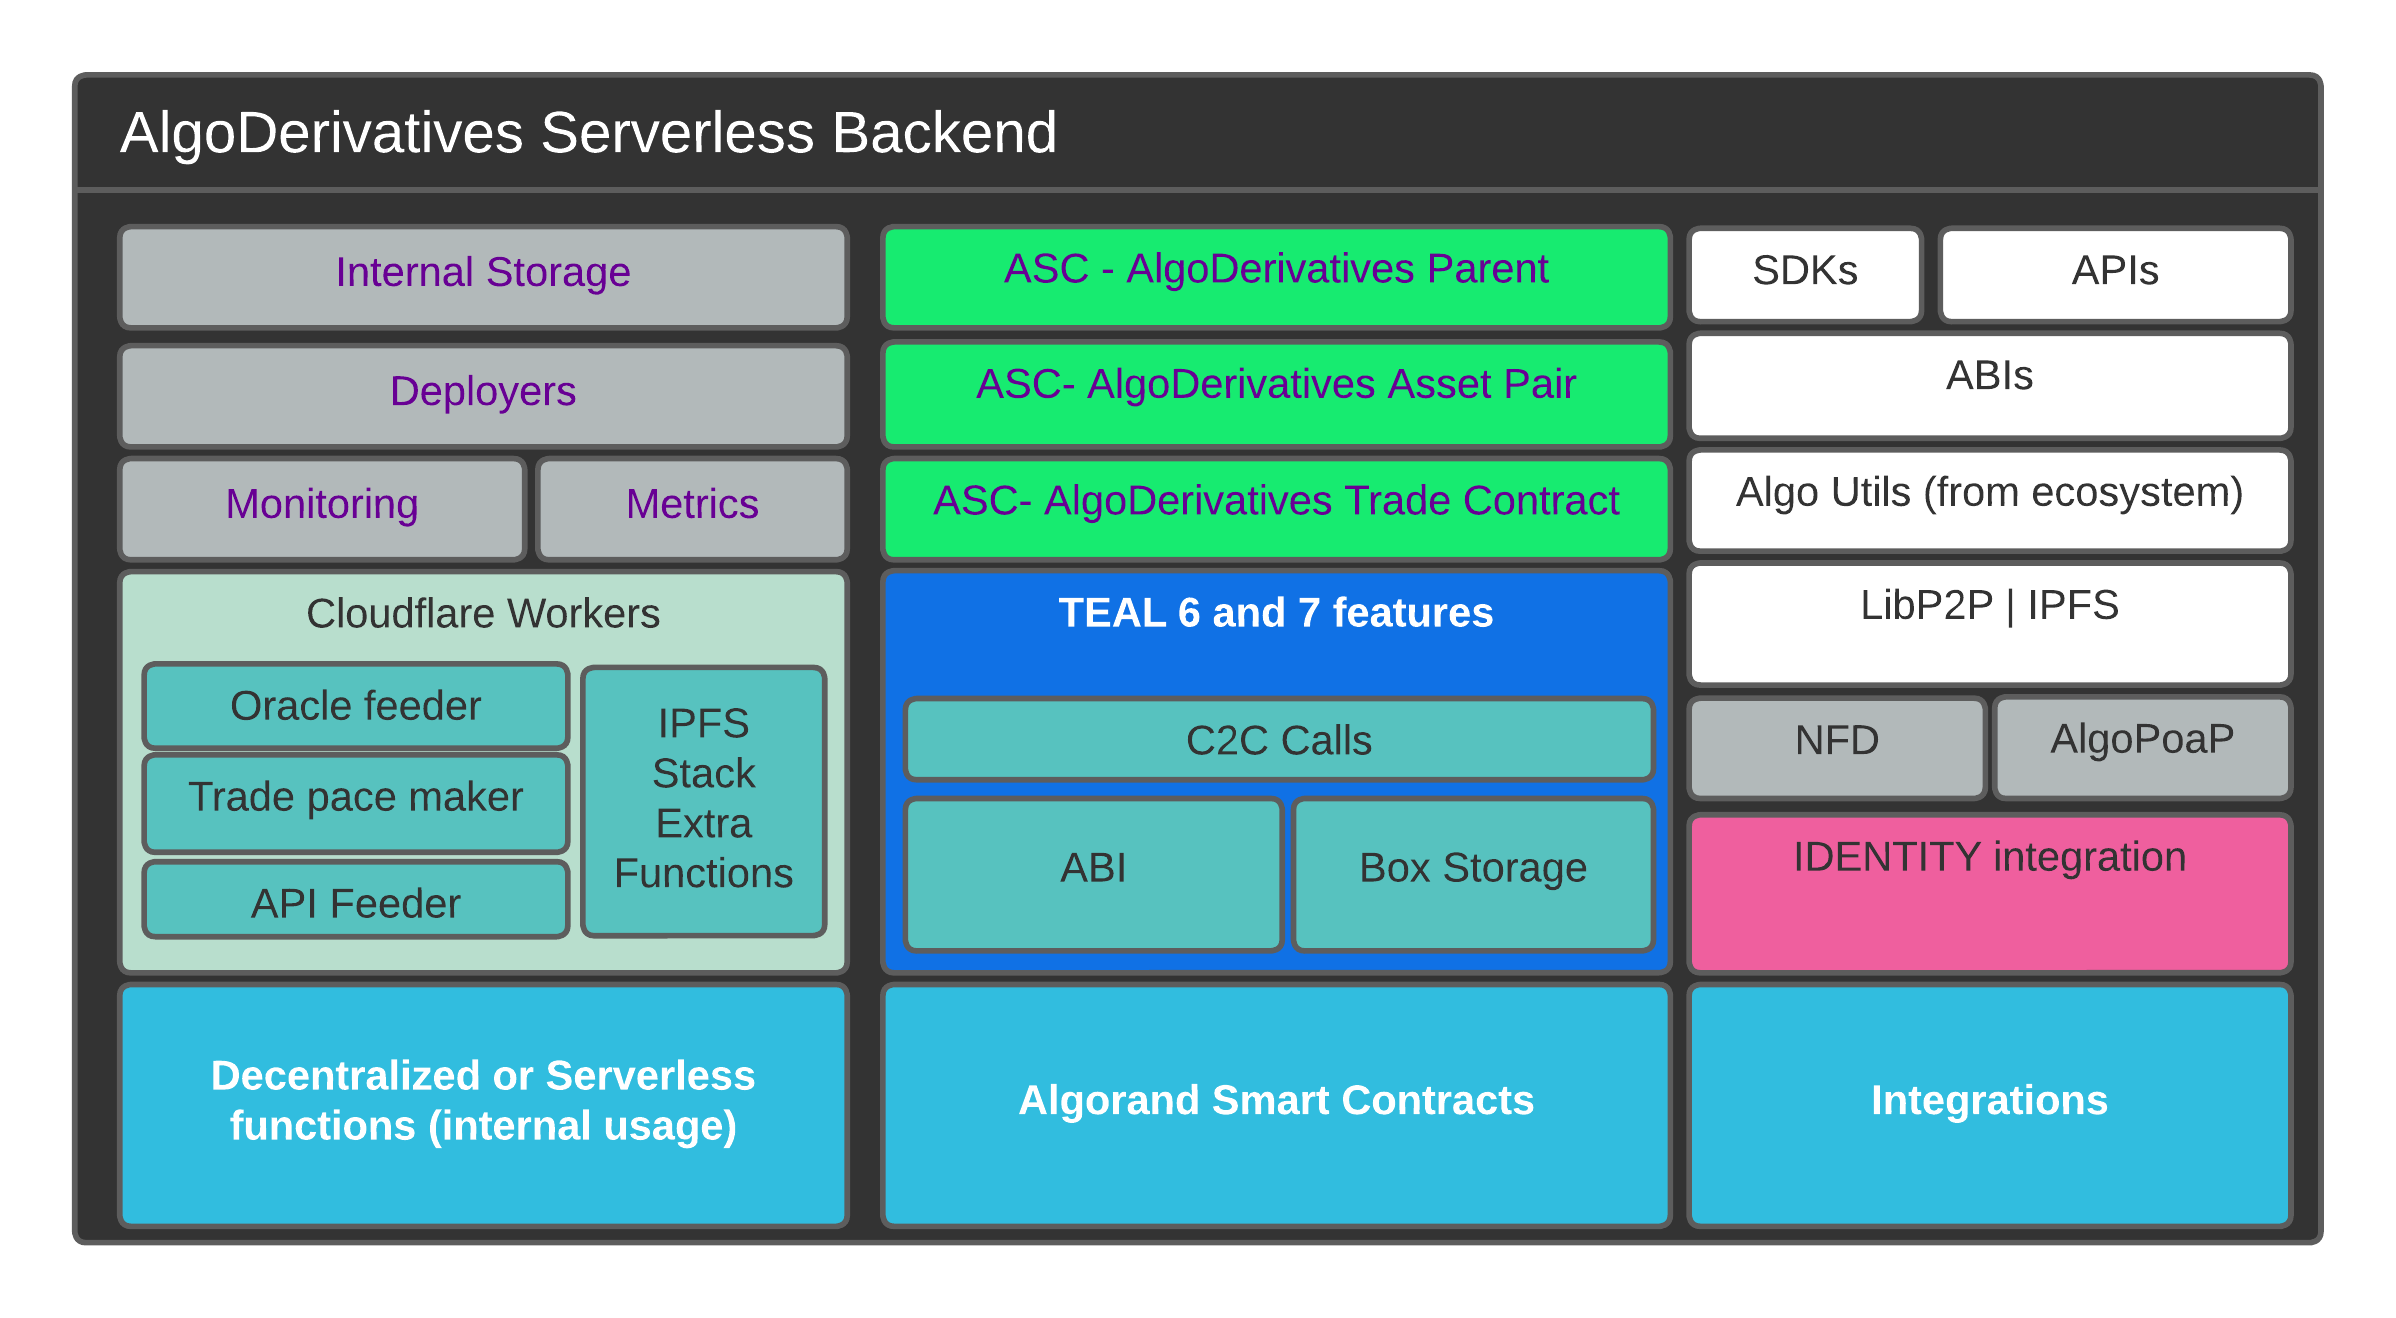 AlgoDerivatives Serverless Backend
Internal Storage
Deployers
Monitoring
Metrics
Cloudflare Workers
Oracle feeder
Trade pace maker
API Feeder
IPFS
Stack
Extra
Functions
Decentralized or Serverless
functions (internal usage)
ASC - AlgoDerivatives Parent
ASC- AlgoDerivatives Asset Pair
ASC- AlgoDerivatives Trade Contract
TEAL 6 and 7 features
C2C Calls
ABI
Box Storage
Algorand Smart Contracts
SDKs
APIs
ABIs
Algo Utils (from ecosystem)
LibP2P | IPFS
NFD
AlgoPoaP
IDENTITY integration
Integrations